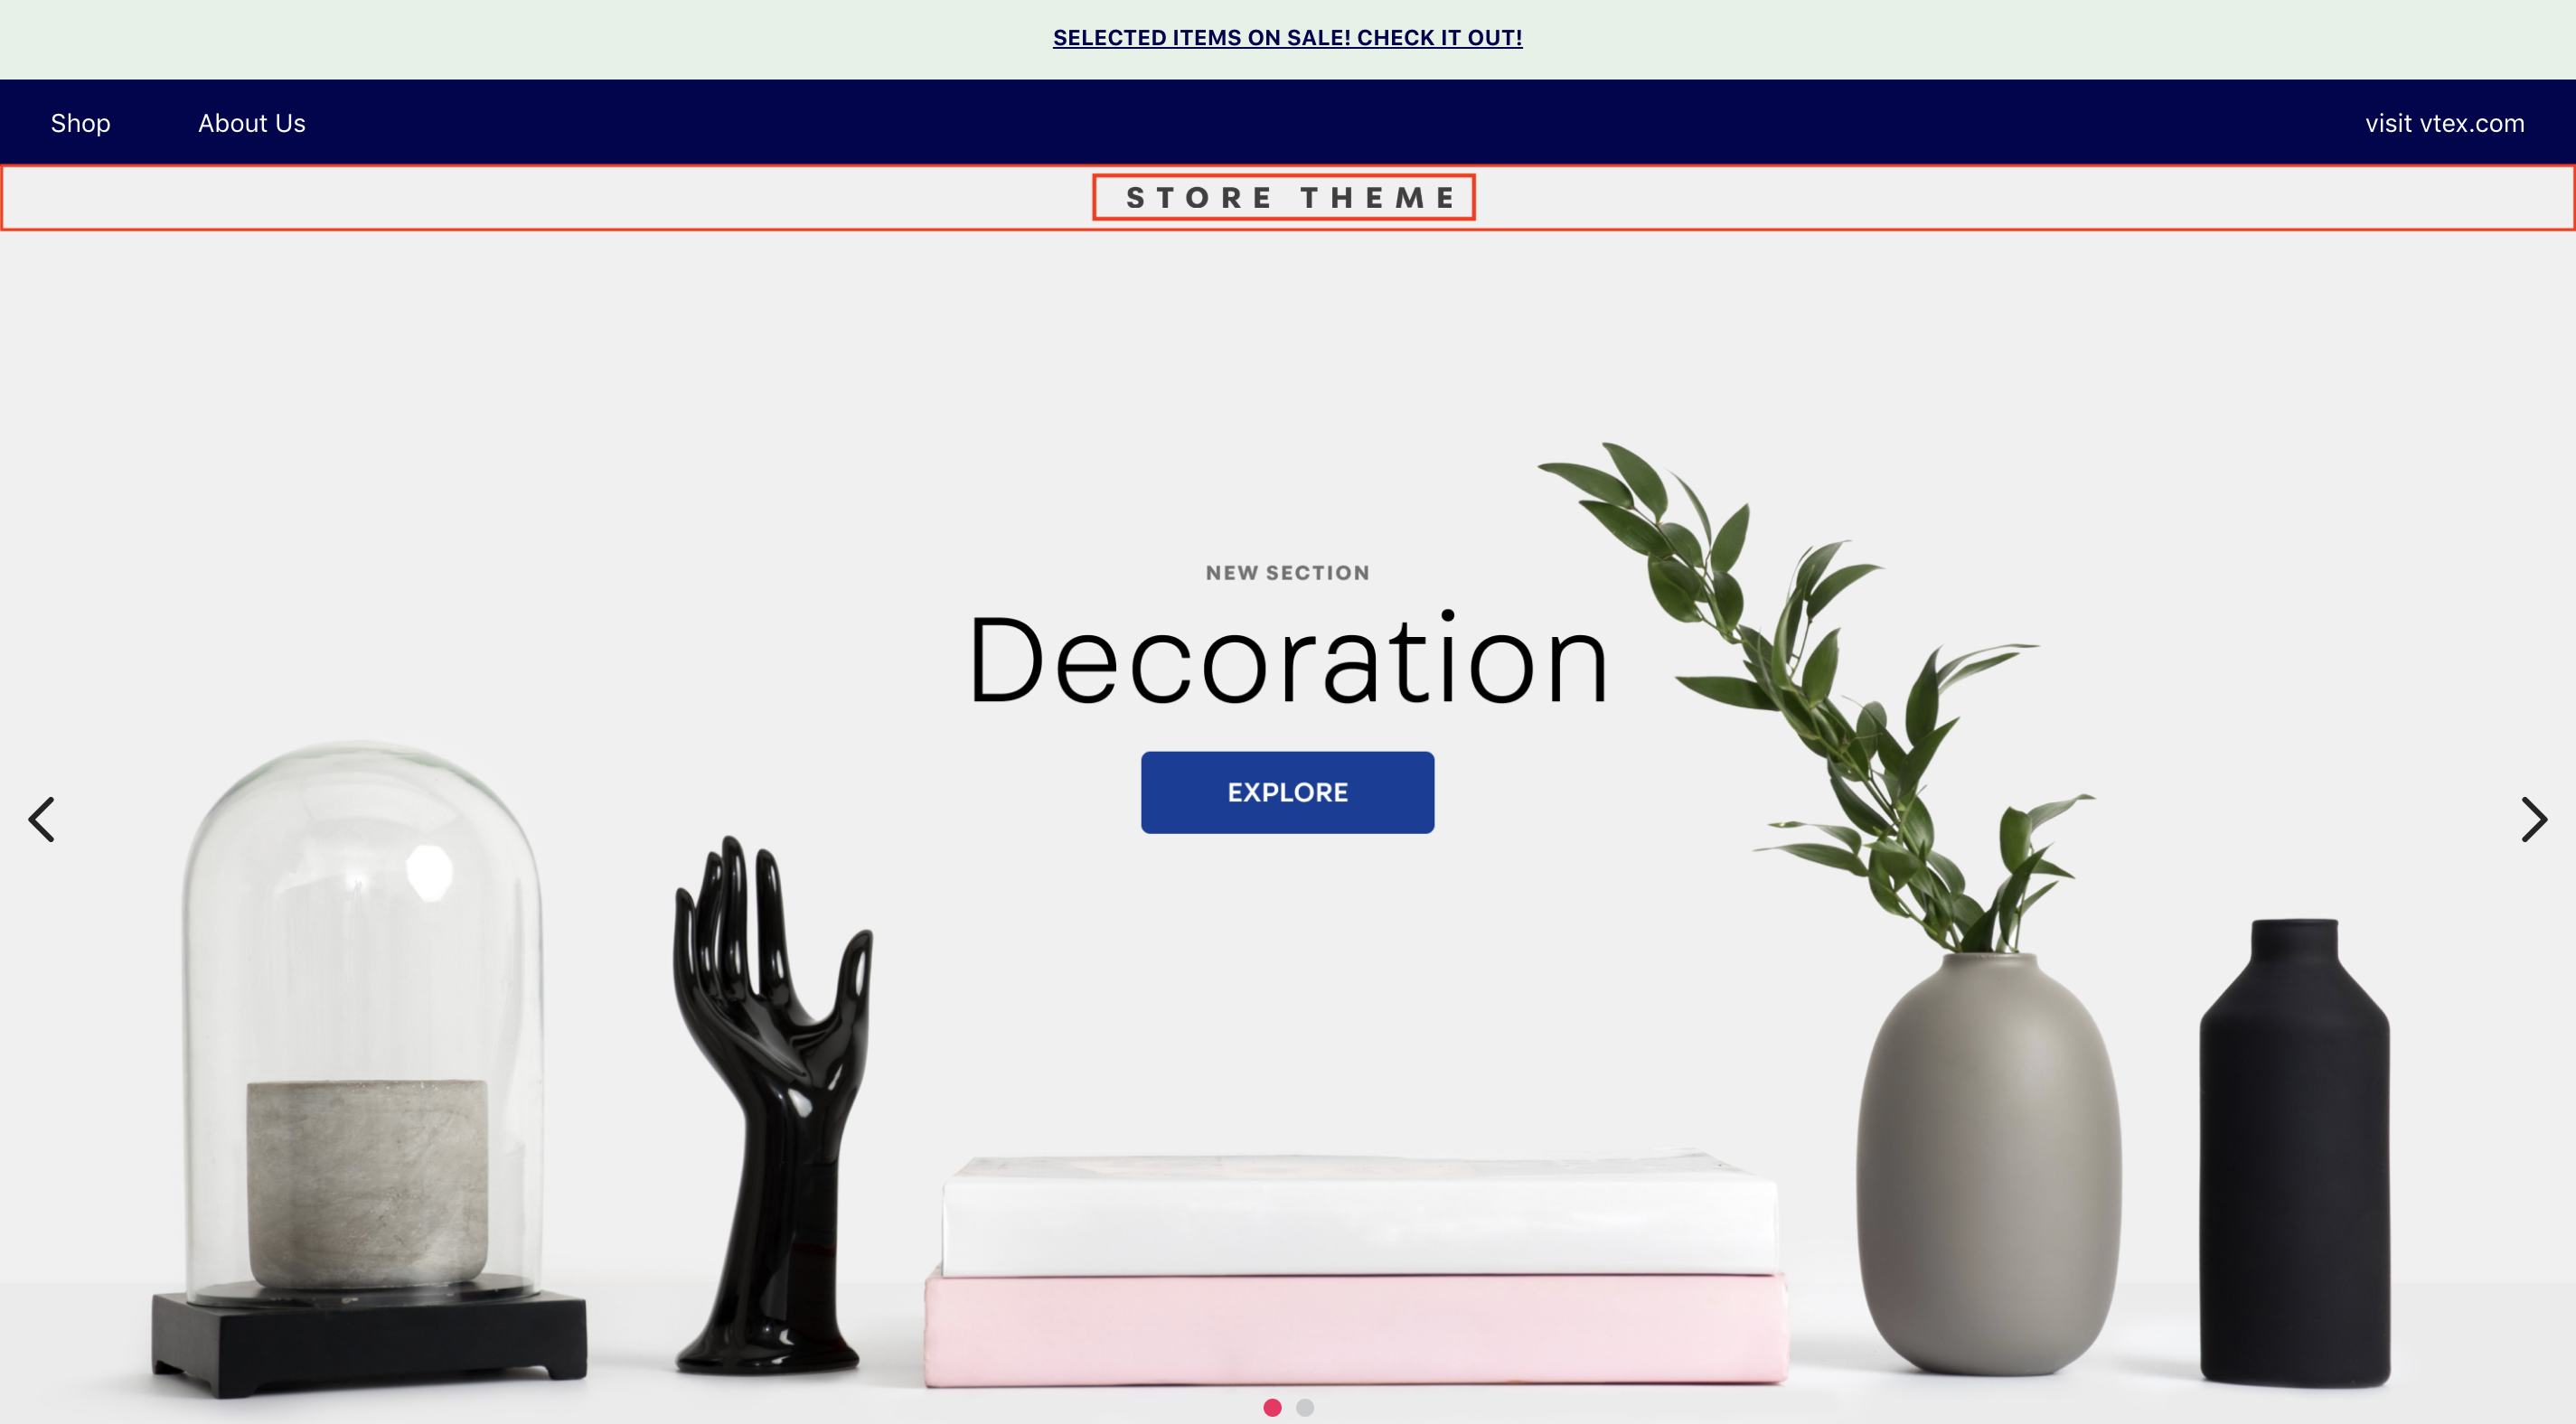 SELECTED ITEMS ON SALE! CHECK IT OUT!
Shop About Us visit vtex.com
STORE THEME
NEW SECTION
Decoration
EXPLORE